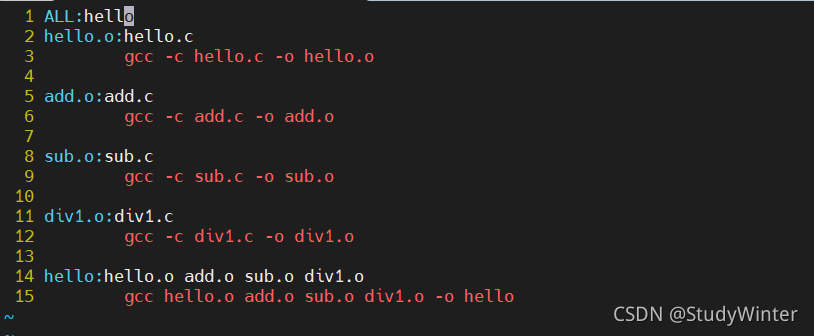 1 ALL:hello
2 hello.o:hello.c
3         gcc -c hello.c -o hello.o
4
5 add.o:add.c
6         gcc -c add.c -o add.o
7
8 sub.o:sub.c
9         gcc -c sub.c -o sub.o
10
11 div1.o:div1.c
12         gcc -c div1.c -o div1.o
13
14 hello:hello.o add.o sub.o div1.o
15         gcc hello.o add.o sub.o div1.o -o hello
~
CSDN @StudyWinter